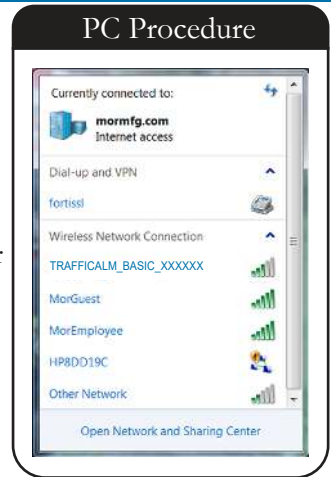 PC Procedure
Currently connected to:
mormfg.com
Internet access
Dial-up and VPN
fortissl
Wireless Network Connection
TRAFFICALM_BASIC_XXXXXX
MorGuest
MorEmployee
HP8DD19C
Other Network
Open Network and Sharing Center